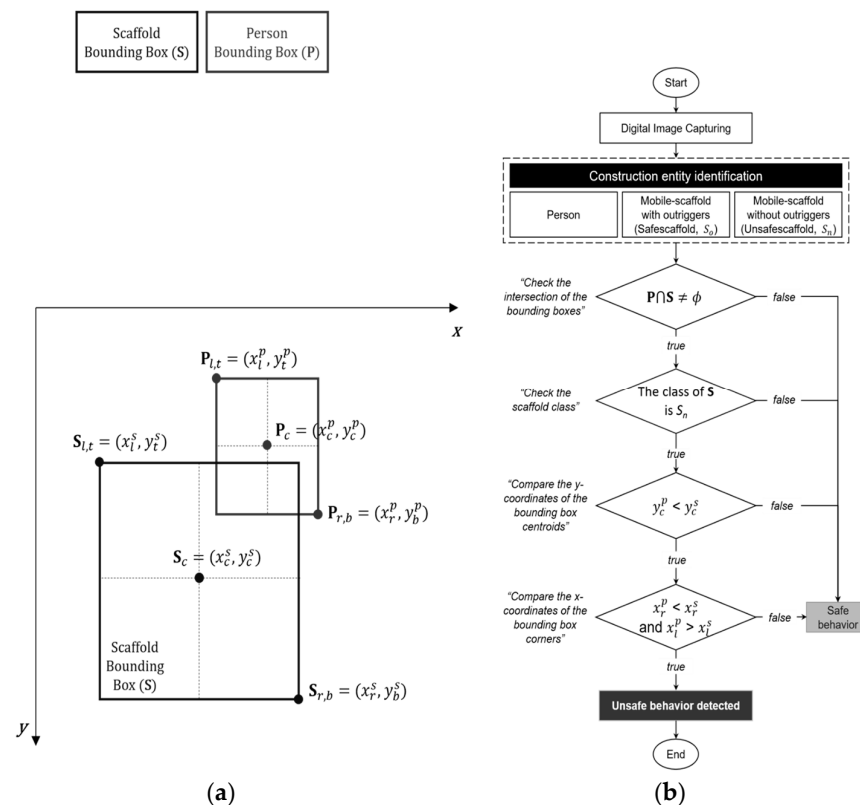 Scaffold
Bounding Box (S)
Person
Bounding Box (P)
x
P_{l,t} = (x_l^p, y_t^p)
P_c = (x_c^p, y_c^p)
S_{l,t} = (x_l^s, y_t^s)
P_{r,b} = (x_r^p, y_b^p)
S_c = (x_c^s, y_c^s)
Scaffold
Bounding
Box (S)
S_{r,b} = (x_r^s, y_b^s)
y
(a)
Start
Digital Image Capturing
Construction entity identification
Person
Mobile-scaffold
with outriggers
(Safescaffold, S_o)
Mobile-scaffold
without outriggers
(Unsafescaffold, S_n)
"Check the
intersection of the
bounding boxes"
P∩S ≠ ϕ
false
true
"Check the
scaffold class"
The class of S
is S_n
false
true
"Compare the y-
coordinates of the
bounding box
centroids"
y_c^p < y_c^s
false
true
"Compare the x-
coordinates of the
bounding box
corners"
x_r^p < x_r^s
and x_l^p > x_l^s
false
Safe
behavior
true
Unsafe behavior detected
End
(b)